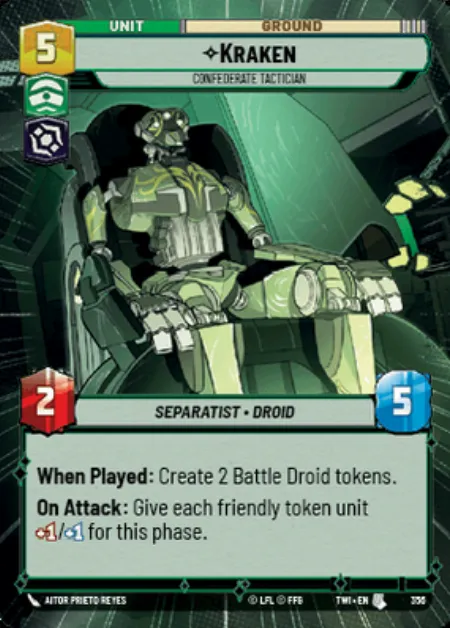 UNIT
GROUND
5
✧KRAKEN
CONFEDERATE TACTICIAN
2
SEPARATIST • DROID
5
When Played: Create 2 Battle Droid tokens.
On Attack: Give each friendly token unit
+1/+1 for this phase.
AITOR PRIETO REYES
© LFL © FFG
TWI • EN
356